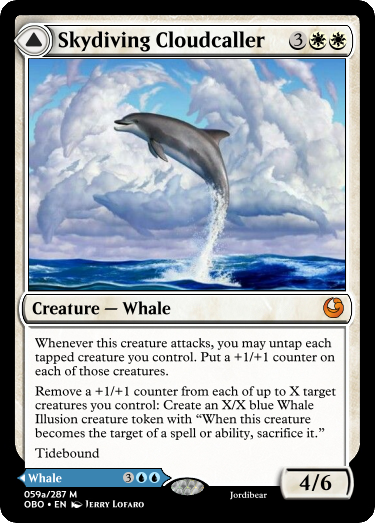 Skydiving Cloudcaller 3
Creature — Whale
Whenever this creature attacks, you may untap each
tapped creature you control. Put a +1/+1 counter on
each of those creatures.
Remove a +1/+1 counter from each of up to X target
creatures you control: Create an X/X blue Whale
Illusion creature token with “When this creature
becomes the target of a spell or ability, sacrifice it.”
Tidebound
Whale 3
4/6
059a/287 M
OBO • EN Jerry Lofaro
Jordibear